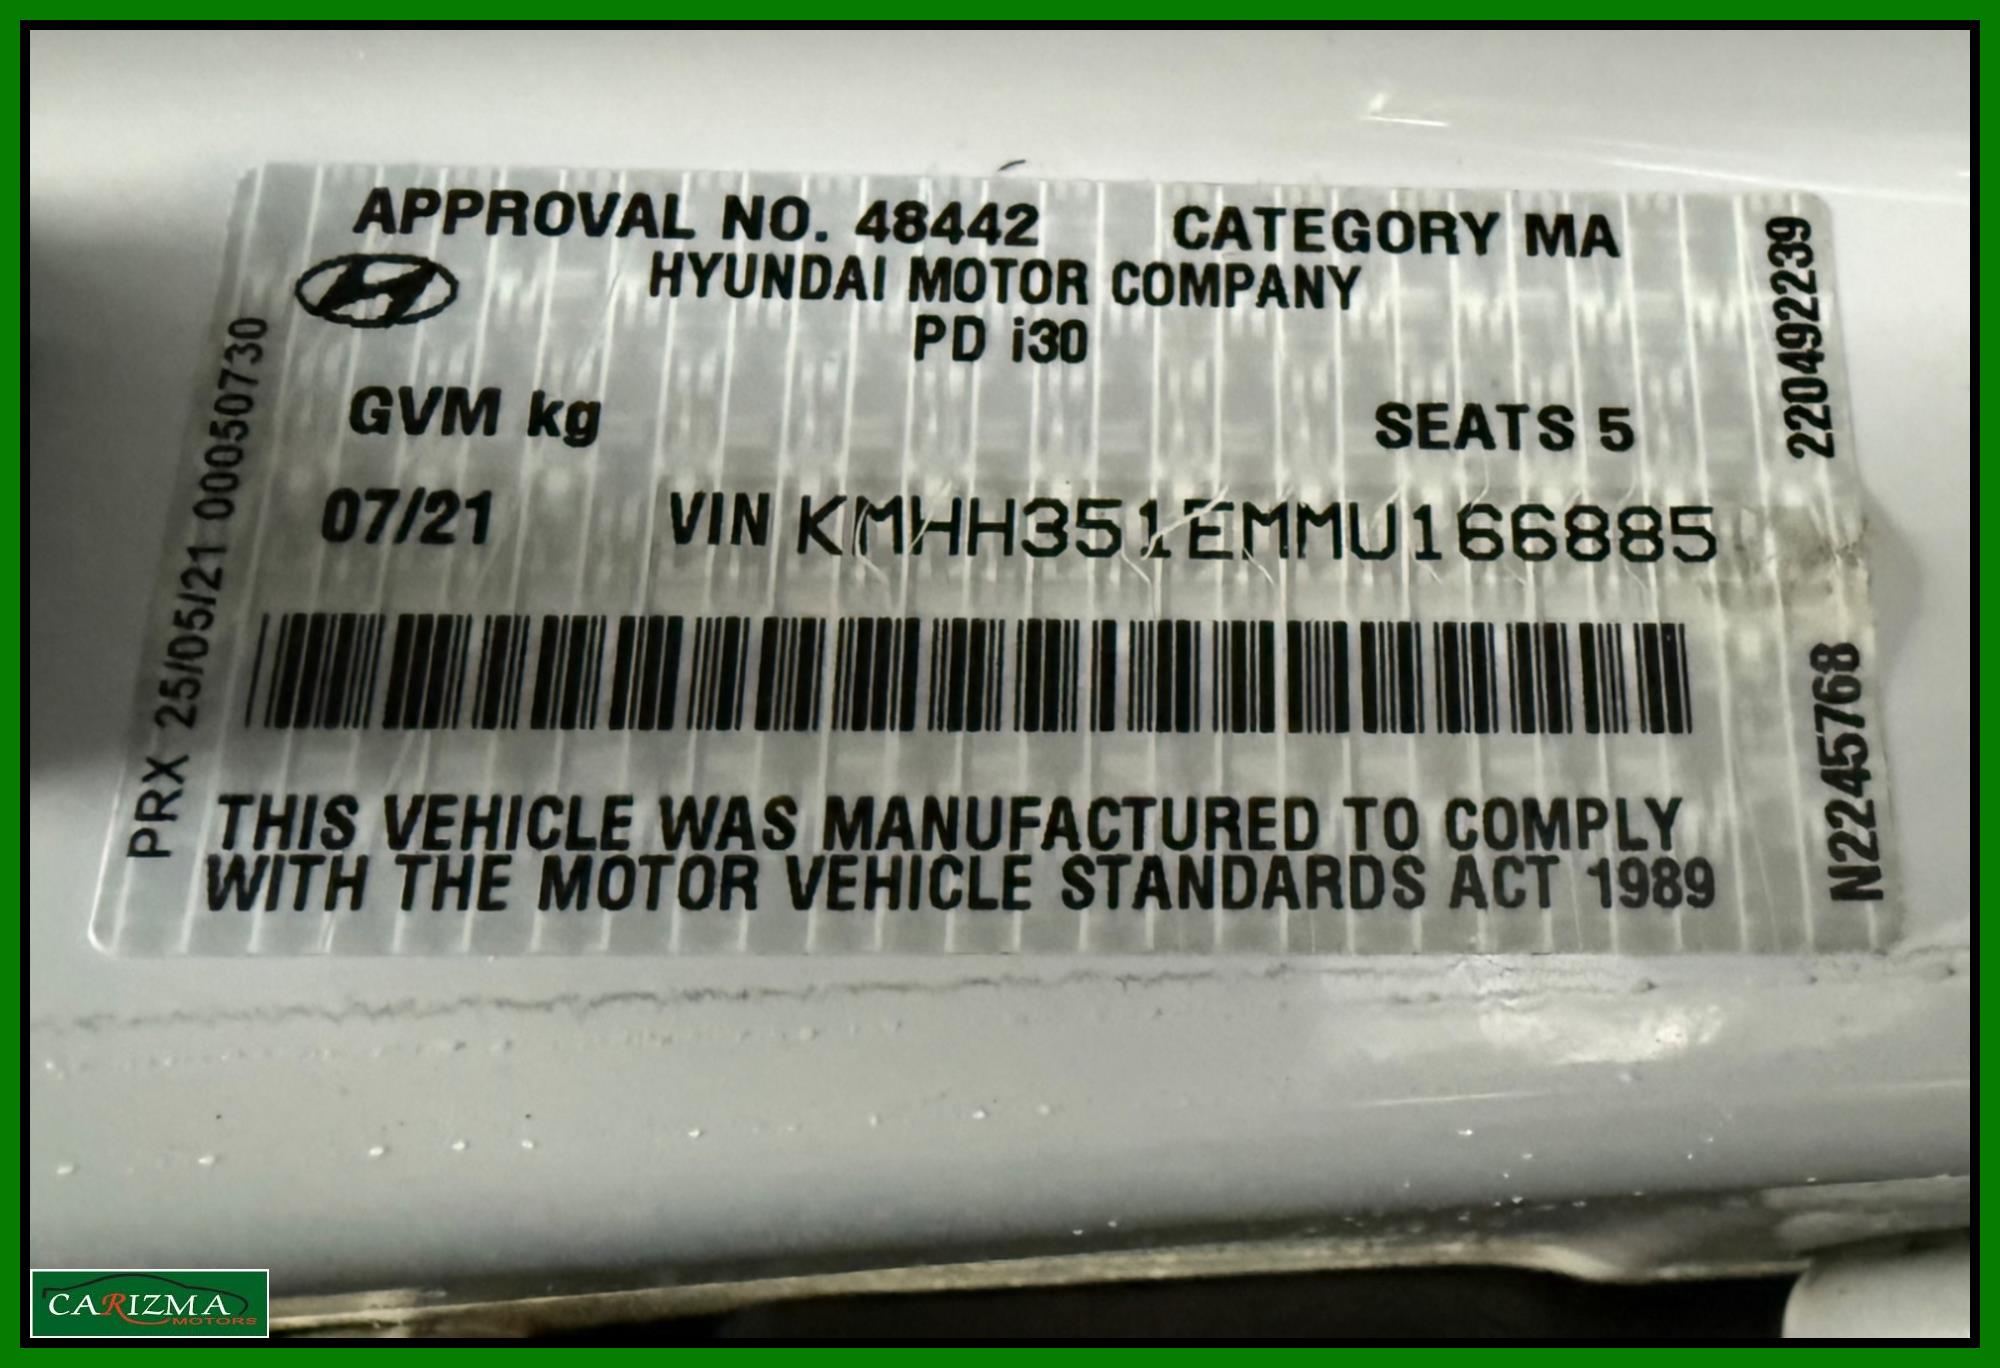 APPROVAL NO. 48442 CATEGORY MA
HYUNDAI MOTOR COMPANY
PD i30
GVM kg SEATS 5
07/21 VIN KMHH351EMMU166885
THIS VEHICLE WAS MANUFACTURED TO COMPLY
WITH THE MOTOR VEHICLE STANDARDS ACT 1989
PRX 25/05/21 00050730
220492239
N2245768
CARIZMA
MOTORS